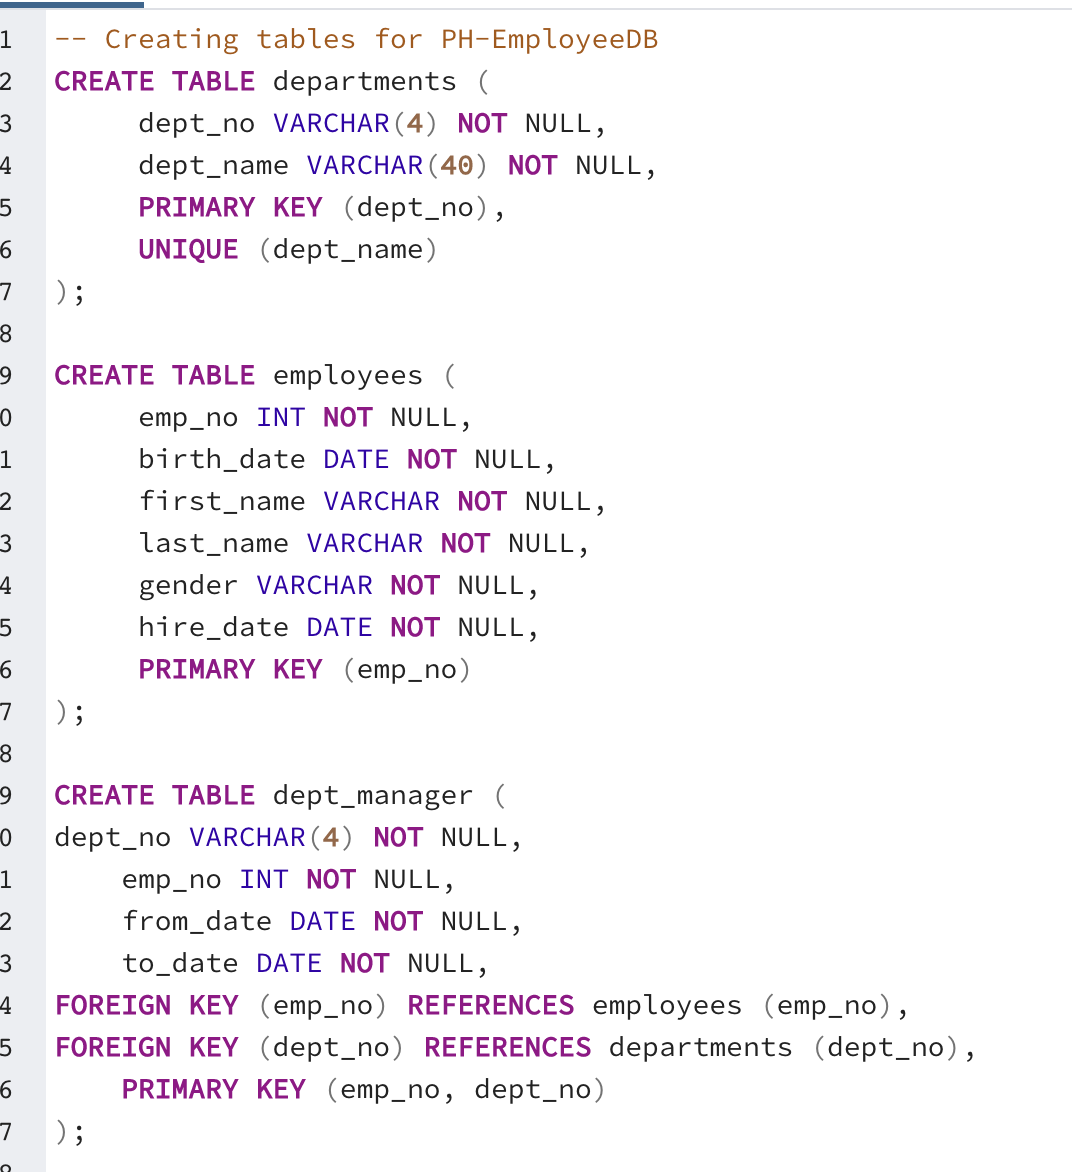 1 -- Creating tables for PH-EmployeeDB
2 CREATE TABLE departments (
3 dept_no VARCHAR(4) NOT NULL,
4 dept_name VARCHAR(40) NOT NULL,
5 PRIMARY KEY (dept_no),
6 UNIQUE (dept_name)
7 );
8
9 CREATE TABLE employees (
0 emp_no INT NOT NULL,
1 birth_date DATE NOT NULL,
2 first_name VARCHAR NOT NULL,
3 last_name VARCHAR NOT NULL,
4 gender VARCHAR NOT NULL,
5 hire_date DATE NOT NULL,
6 PRIMARY KEY (emp_no)
7 );
8
9 CREATE TABLE dept_manager (
0 dept_no VARCHAR(4) NOT NULL,
1 emp_no INT NOT NULL,
2 from_date DATE NOT NULL,
3 to_date DATE NOT NULL,
4 FOREIGN KEY (emp_no) REFERENCES employees (emp_no),
5 FOREIGN KEY (dept_no) REFERENCES departments (dept_no),
6 PRIMARY KEY (emp_no, dept_no)
7 );
8